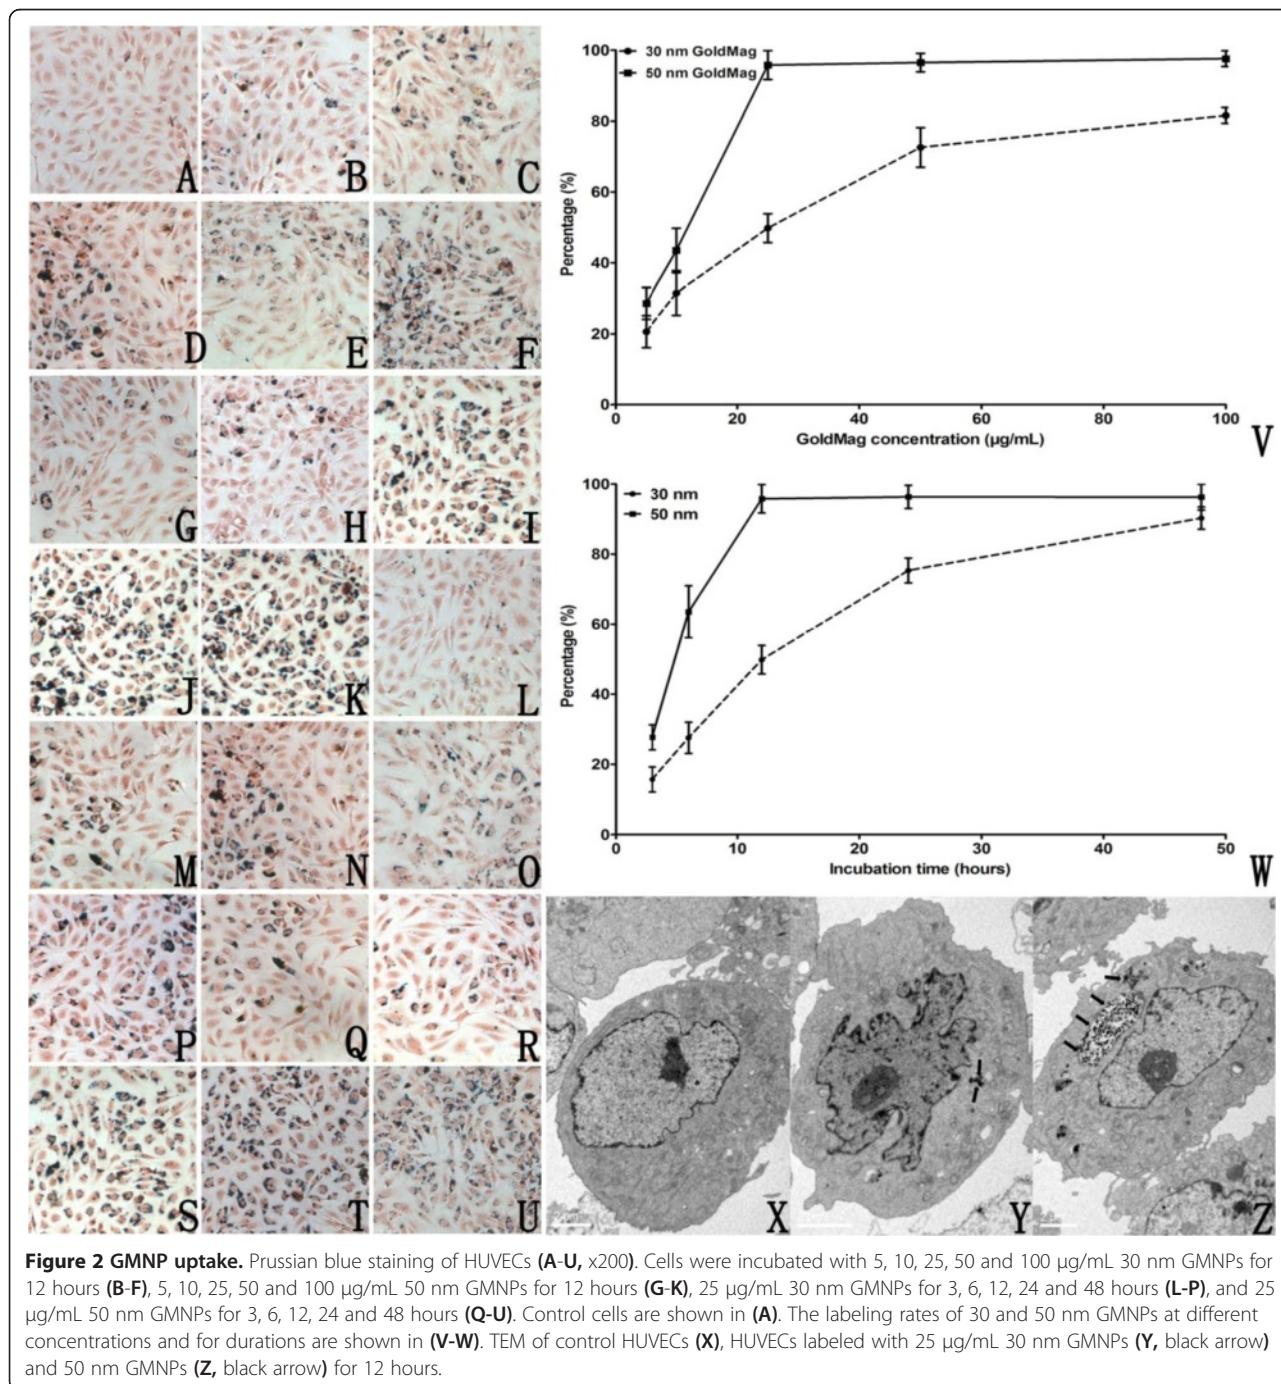 A
B
C
D
E
F
G
H
I
J
K
L
M
N
O
P
Q
R
S
T
U
30 nm GoldMag
50 nm GoldMag
100
80
60
40
20
0
Percentage (%)
0 20 40 60 80 100
GoldMag concentration (µg/mL)
V
30 nm
50 nm
100
80
60
40
20
0
Percentage (%)
0 10 20 30 40 50
Incubation time (hours)
W
X
Y
Z
Figure 2 GMNP uptake. Prussian blue staining of HUVECs (A-U, x200). Cells were incubated with 5, 10, 25, 50 and 100 µg/mL 30 nm GMNPs for
12 hours (B-F), 5, 10, 25, 50 and 100 µg/mL 50 nm GMNPs for 12 hours (G-K), 25 µg/mL 30 nm GMNPs for 3, 6, 12, 24 and 48 hours (L-P), and 25
µg/mL 50 nm GMNPs for 3, 6, 12, 24 and 48 hours (Q-U). Control cells are shown in (A). The labeling rates of 30 and 50 nm GMNPs at different
concentrations and for durations are shown in (V-W). TEM of control HUVECs (X), HUVECs labeled with 25 µg/mL 30 nm GMNPs (Y, black arrow)
and 50 nm GMNPs (Z, black arrow) for 12 hours.